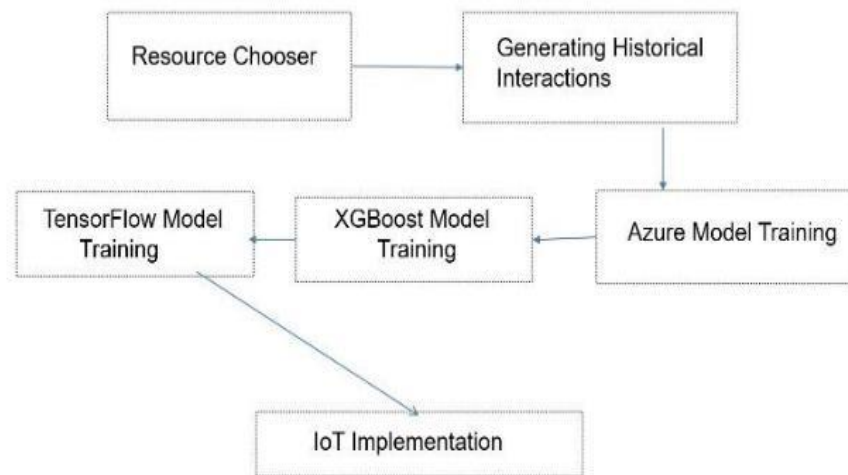 Resource Chooser
Generating Historical
Interactions
TensorFlow Model
Training
XGBoost Model
Training
Azure Model Training
IoT Implementation